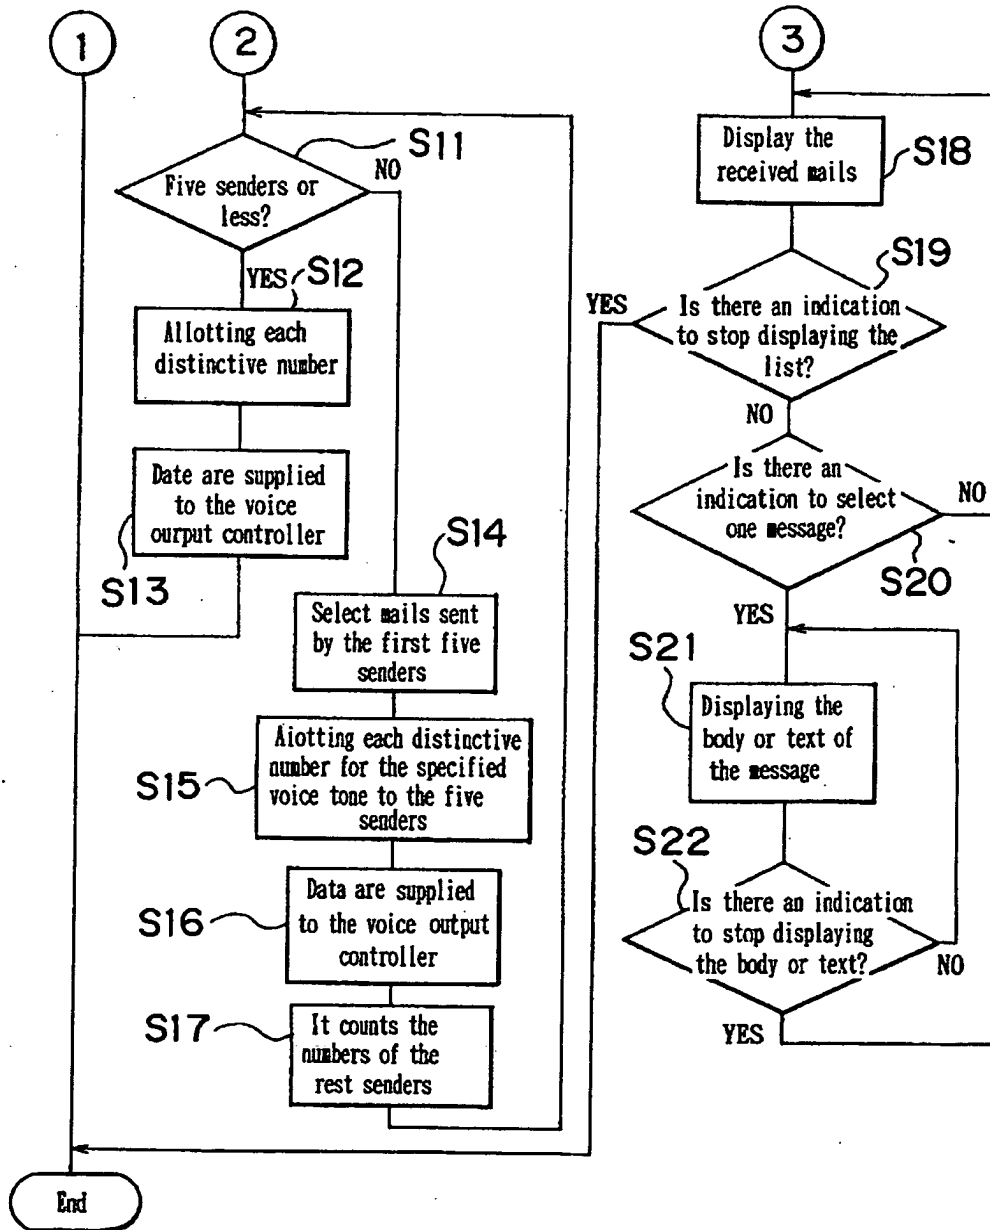 1
2
3
S11
NO
Five senders or
less?
YES
S12
Allotting each
distinctive number
Date are supplied
to the voice
ourput controller
S13
S14
Select mails sent
by the first five
senders
Aiotting each distinctive
number for the specified
voice tone to the five
senders
S15
Data are supplied
to the voice output
controller
S16
S17
It counts the
numbers of the
rest senders
End
Display the
received mails
S18
S19
YES
Is there an indication
to stop displaying the
list?
NO
Is there an
indication to select
one message?
NO
S20
YES
S21
Displaying the
body or text of
the message
S22
Is there an indication
to stop displaying
the body or text?
NO
YES